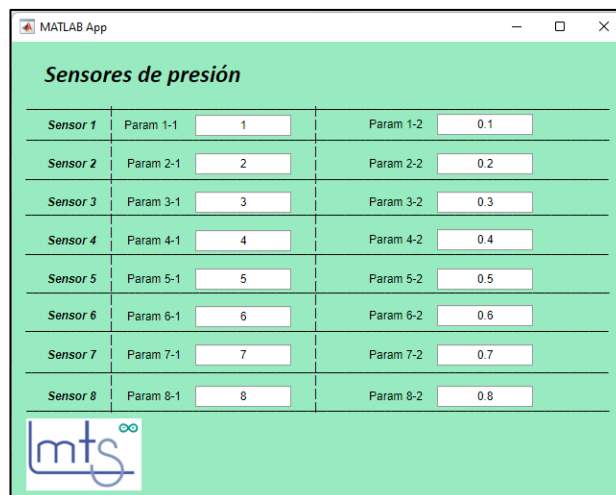 MATLAB App
Sensores de presión
Sensor 1 Param 1-1 1 Param 1-2 0.1
Sensor 2 Param 2-1 2 Param 2-2 0.2
Sensor 3 Param 3-1 3 Param 3-2 0.3
Sensor 4 Param 4-1 4 Param 4-2 0.4
Sensor 5 Param 5-1 5 Param 5-2 0.5
Sensor 6 Param 6-1 6 Param 6-2 0.6
Sensor 7 Param 7-1 7 Param 7-2 0.7
Sensor 8 Param 8-1 8 Param 8-2 0.8
lmts